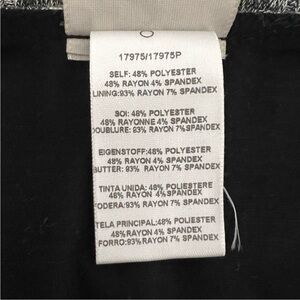 17975/17975P
SELF: 48% POLYESTER
48% RAYON 4% SPANDEX
LINING:93% RAYON 7% SPANDEX
SOI: 48% POLYESTER
48% RAYONNE 4% SPANDEX
DOUBLURE: 93% RAYON 7% SPANDEX
EIGENSTOFF:48% POLYESTER
48% RAYON 4% SPANDEX
BUTTER: 93% RAYON 7% SPANDEX
TINTA UNIDA: 48% POLIESTERE
48% RAYON 4% SPANDEX
FODERA:93% RAYON 7% SPANDEX
TELA PRINCIPAL:48% POLIESTER
48% RAYON 4% SPANDEX
FORRO:93% RAYON 7% SPANDEX